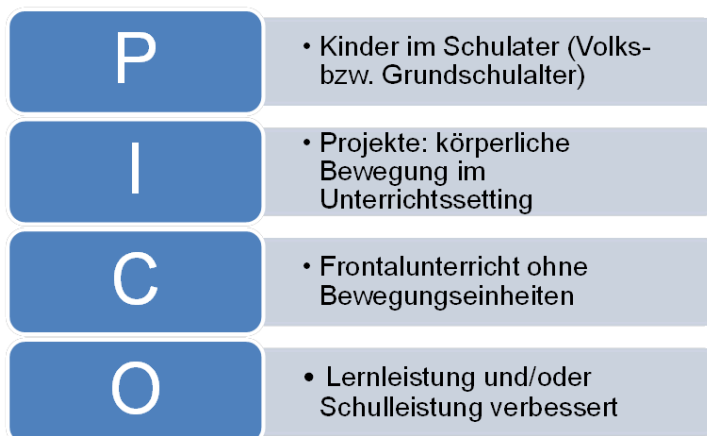 P
• Kinder im Schulater (Volks-
bzw. Grundschulalter)
I
• Projekte: körperliche
Bewegung im
Unterrichtssetting
C
• Frontalunterricht ohne
Bewegungseinheiten
O
• Lernleistung und/oder
Schulleistung verbessert